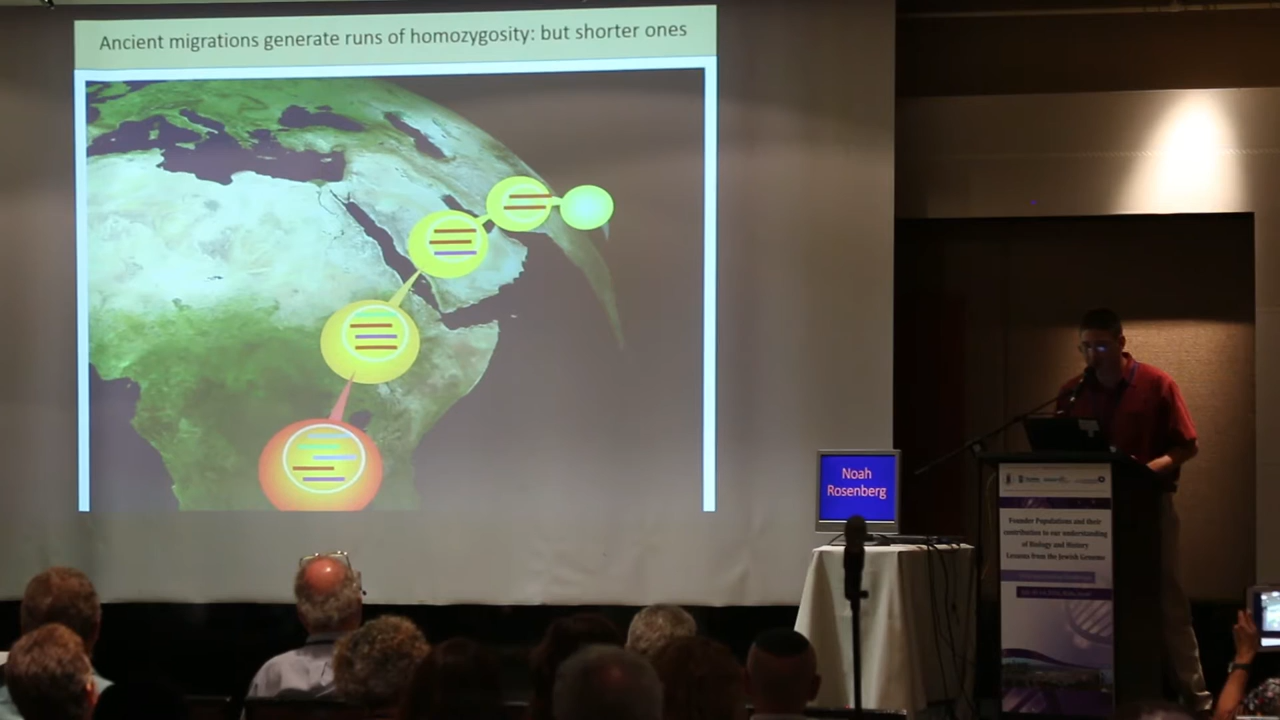 Ancient migrations generate runs of homozygosity: but shorter ones
Noah
Rosenberg
Founder Populations and their
contribution to our understanding
of Biology and History
Lessons from the Jewish Genome